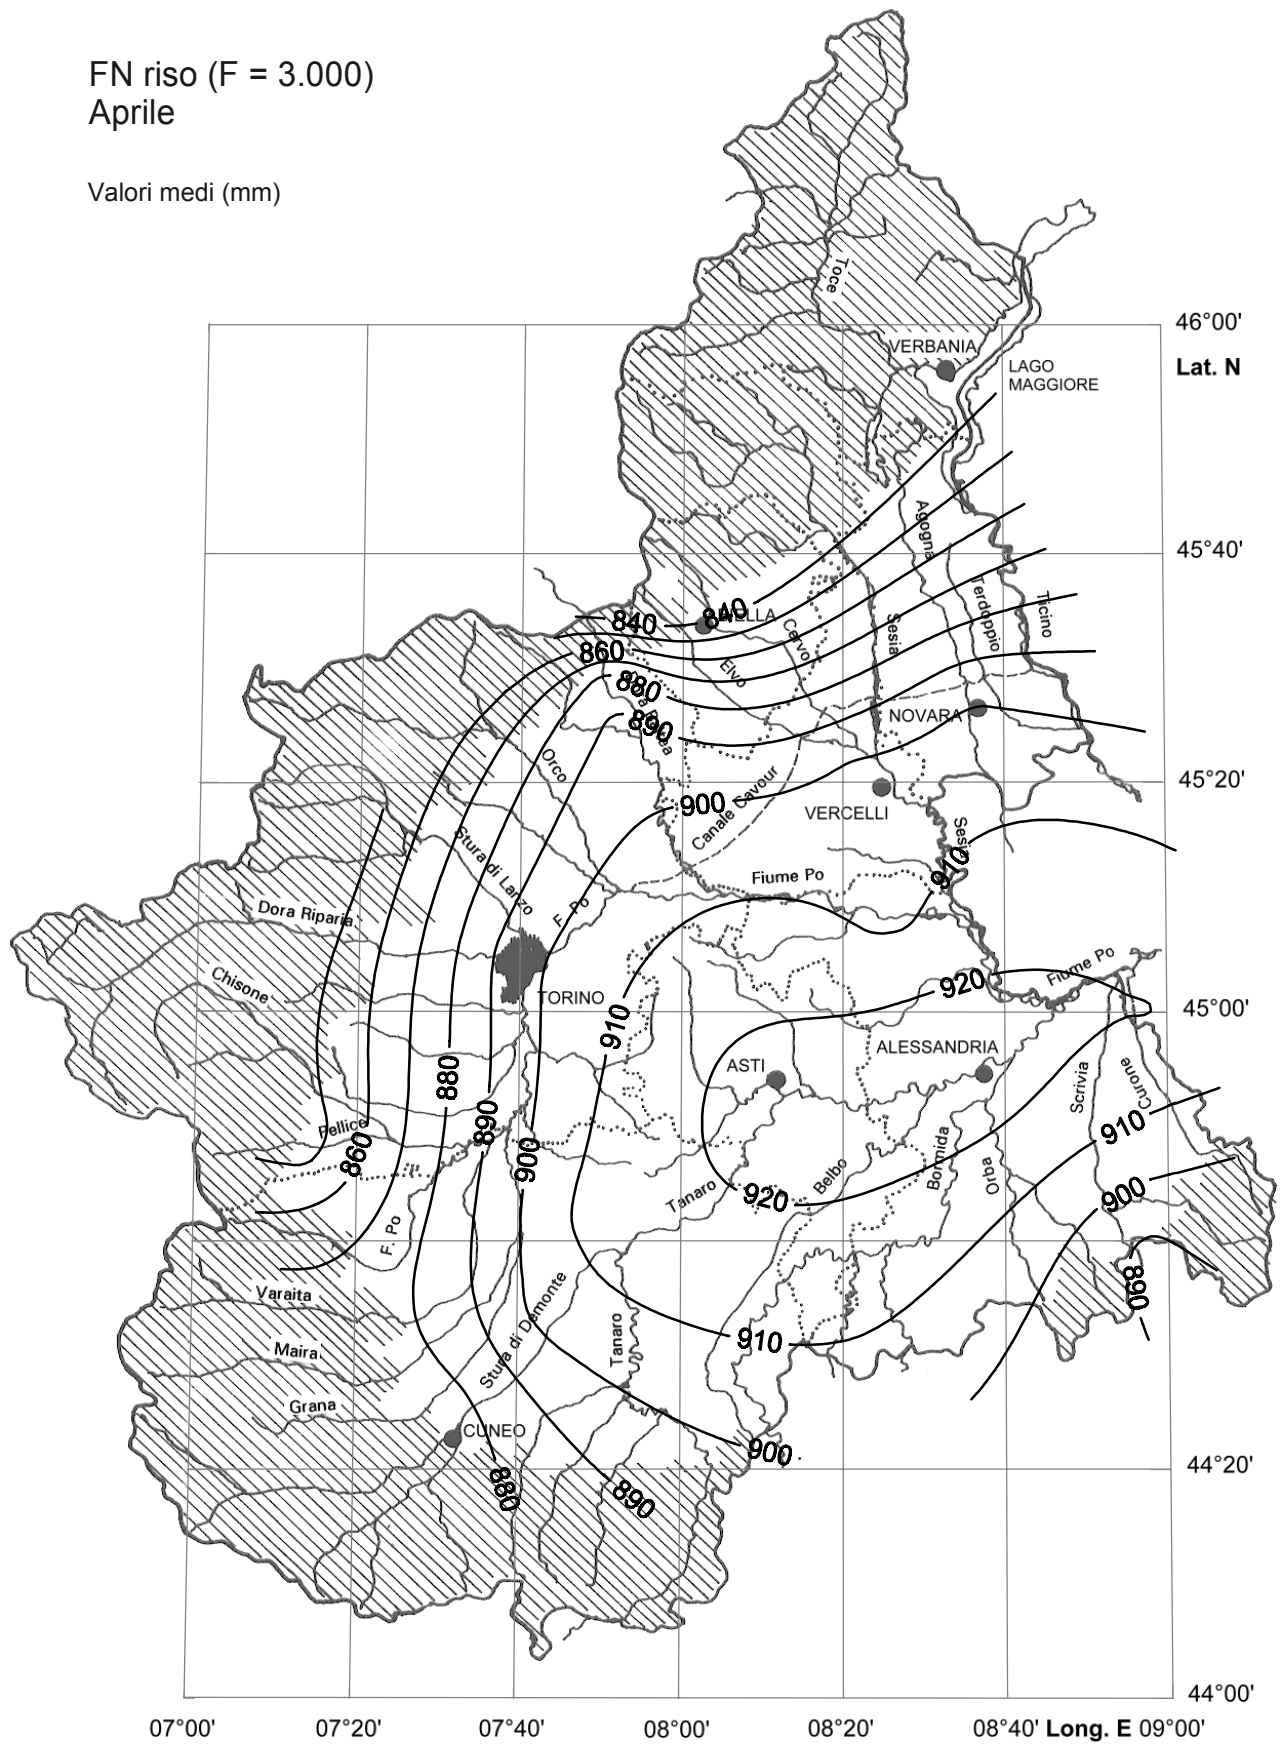 FN riso (F = 3.000)
Aprile
Valori medi (mm)
Toce
46°00'
VERBANIA
Lat. N
LAGO
MAGGIORE
Agogna
45°40'
Terdoppio
Ticino
840
840
BIELLA
Cervo
Sesia
860
Elvo
880
NOVARA
890
Orco
45°20'
900
Canale Cavour
VERCELLI
Stura di Lanzo
Sesia
910
Fiume Po
Dora Riparia
F. Po
Chisone
920
Fiume Po
TORINO
45°00'
910
ALESSANDRIA
ASTI
880
Scrivia
Curone
890
Pellice
910
860
900
Bormida
Orba
Belbo
Tanaro
920
900
F. Po
Varaita
890
Stura di Demonte
Tanaro
910
Maira
Grana
CUNEO
900
880
890
44°20'
44°00'
07°00' 07°20' 07°40' 08°00' 08°20' 08°40' Long. E 09°00'